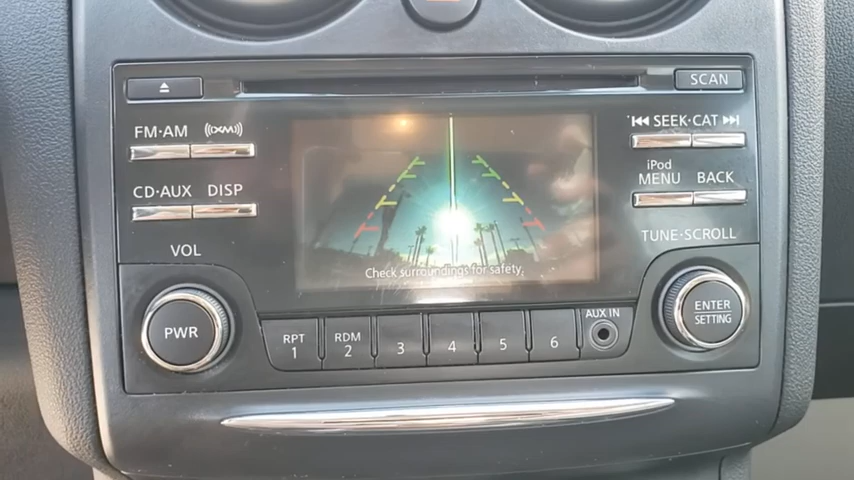 SCAN
FM·AM
((XM))
SEEK·CAT
iPod
MENU
BACK
CD·AUX
DISP
TUNE·SCROLL
VOL
Check surroundings for safety.
PWR
RPT
1
RDM
2
3
4
5
6
AUX IN
ENTER
SETTING